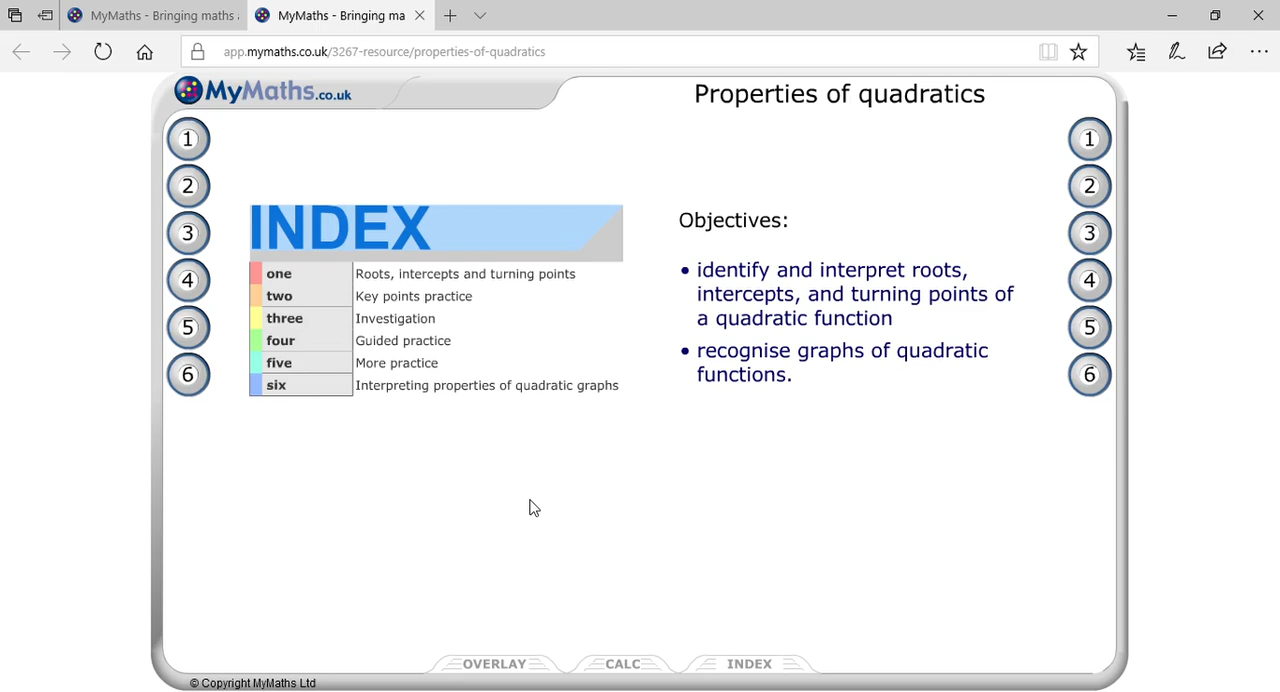 MyMaths - Bringing maths a
MyMaths - Bringing ma
app.mymaths.co.uk/3267-resource/properties-of-quadratics
MyMaths.co.uk
Properties of quadratics
1
2
3
4
5
6
INDEX
one Roots, intercepts and turning points
two Key points practice
three Investigation
four Guided practice
five More practice
six Interpreting properties of quadratic graphs
Objectives:
• identify and interpret roots,
intercepts, and turning points of
a quadratic function
• recognise graphs of quadratic
functions.
1
2
3
4
5
6
OVERLAY CALC INDEX
© Copyright MyMaths Ltd